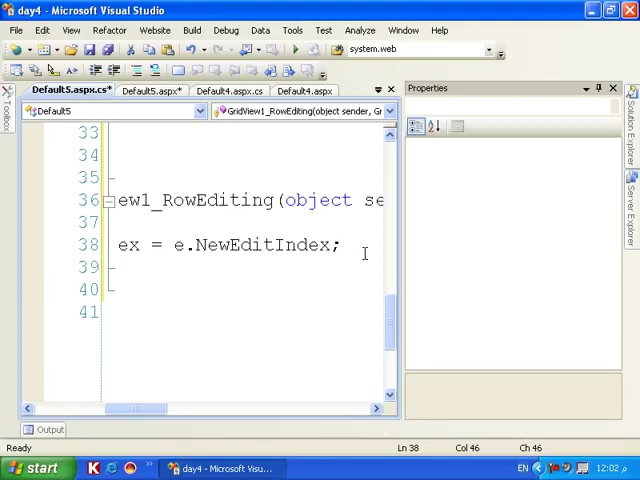 day4 - Microsoft Visual Studio
File Edit View Refactor Website Build Debug Data Tools Test Analyze Window Help
system.web
Default5.aspx.cs* Default5.aspx* Default4.aspx.cs Default4.aspx
Default5 GridView1_RowEditing(object sender, Gr
Properties
Toolbox
Solution Explorer
Server Explorer
33
34
35
36 ew1_RowEditing(object se
37
38 ex = e.NewEditIndex;
39
40
41
Output
Ready Ln 38 Col 46 Ch 46
start day4 - Microsoft Visu... EN 12:02 ص